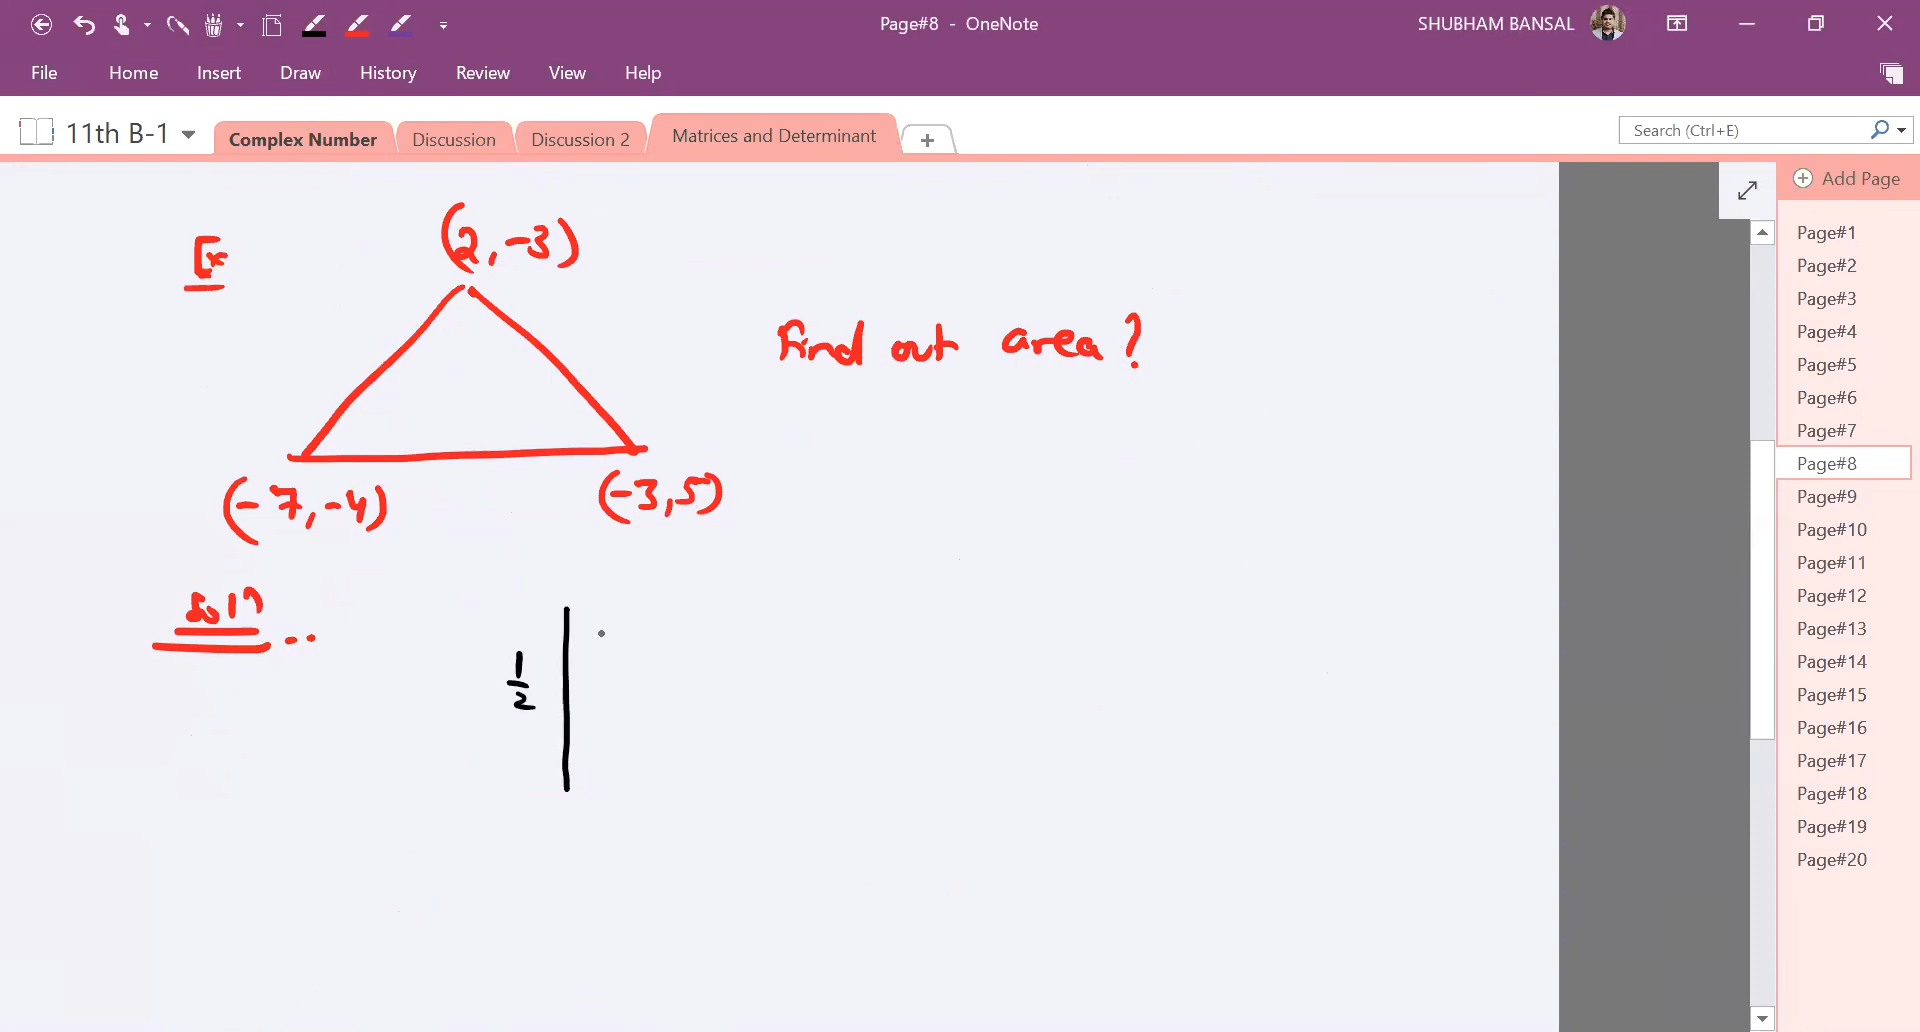 Page#8 - OneNote
SHUBHAM BANSAL
File Home Insert Draw History Review View Help
11th B-1
Complex Number
Discussion
Discussion 2
Matrices and Determinant
+
Search (Ctrl+E)
Add Page
Page#1
Page#2
Page#3
Page#4
Page#5
Page#6
Page#7
Page#8
Page#9
Page#10
Page#11
Page#12
Page#13
Page#14
Page#15
Page#16
Page#17
Page#18
Page#19
Page#20
Ex
(2,-3)
Find out area?
(-7,-4)
(-3,5)
Solⁿ
1/2